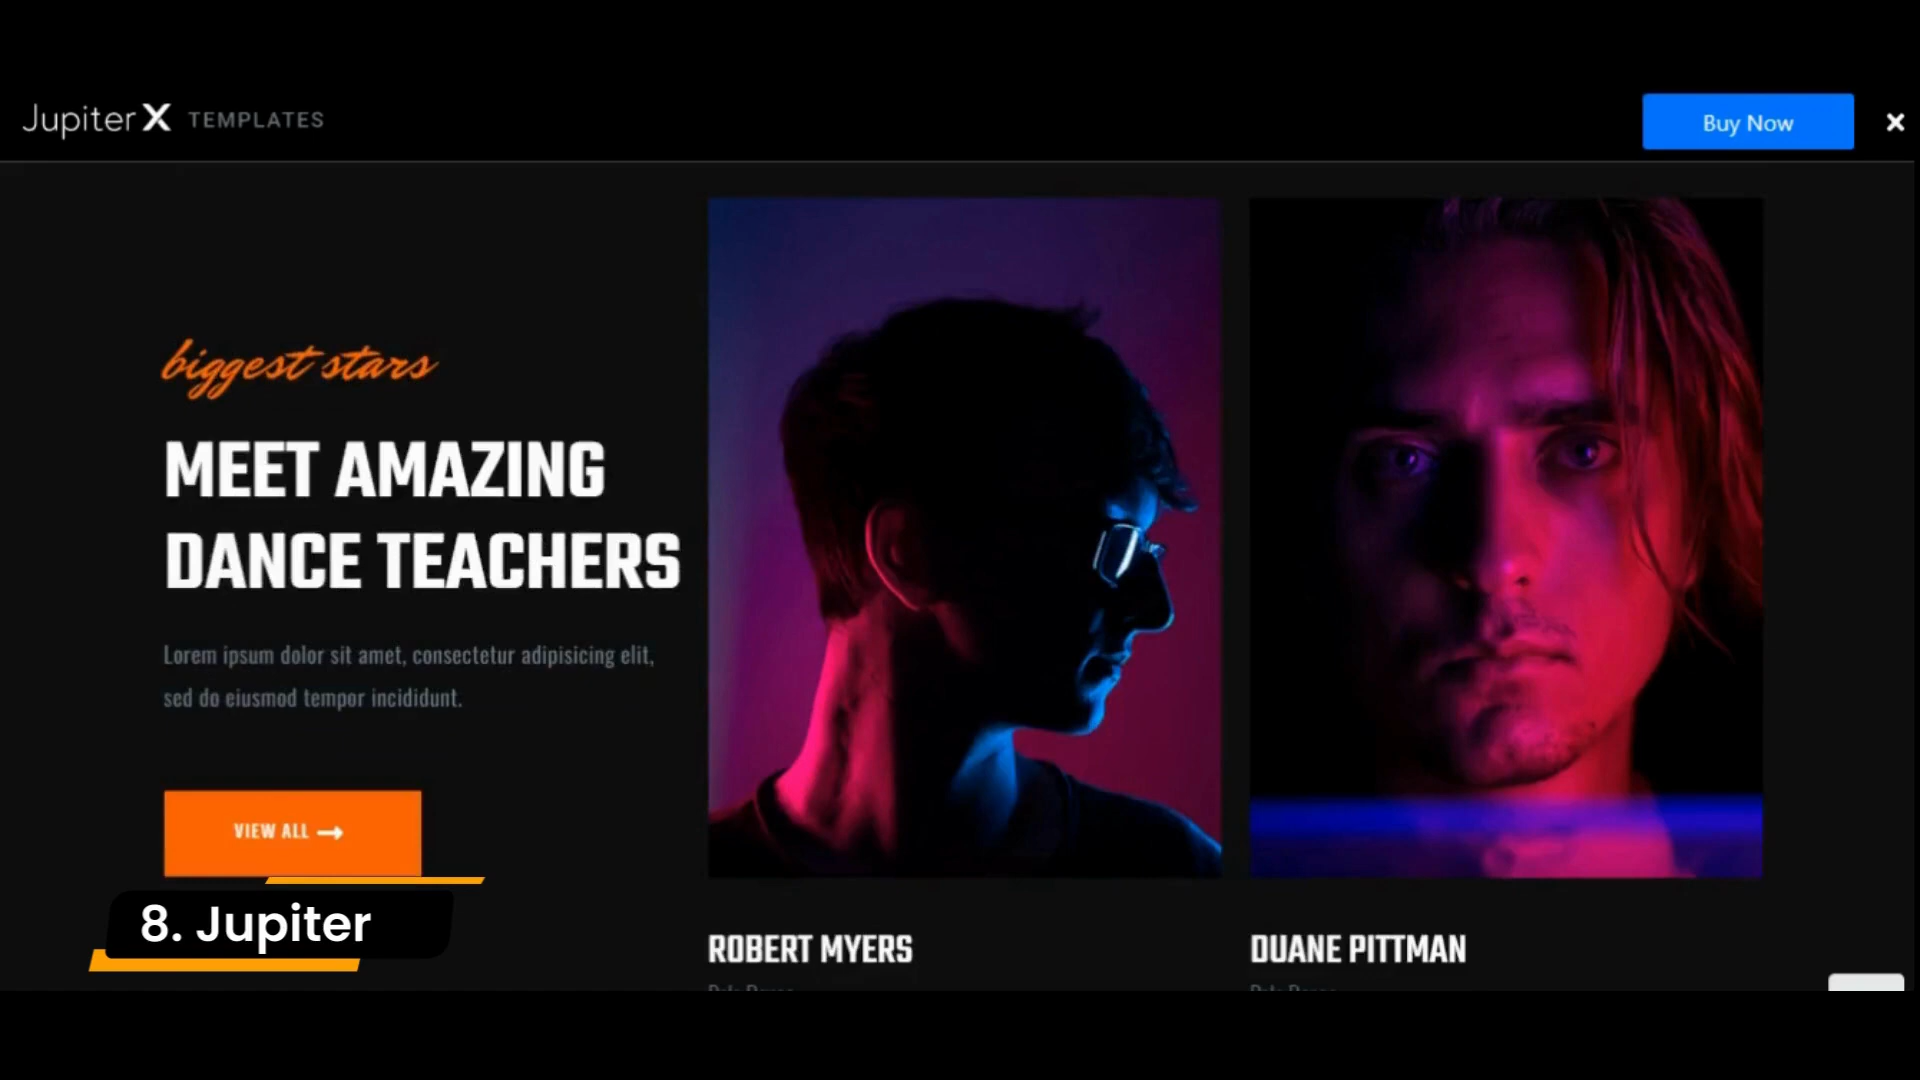 Jupiter X TEMPLATES
Buy Now
biggest stars
MEET AMAZING
DANCE TEACHERS
Lorem ipsum dolor sit amet, consectetur adipisicing elit,
sed do eiusmod tempor incididunt.
VIEW ALL
8. Jupiter
ROBERT MYERS
DUANE PITTMAN